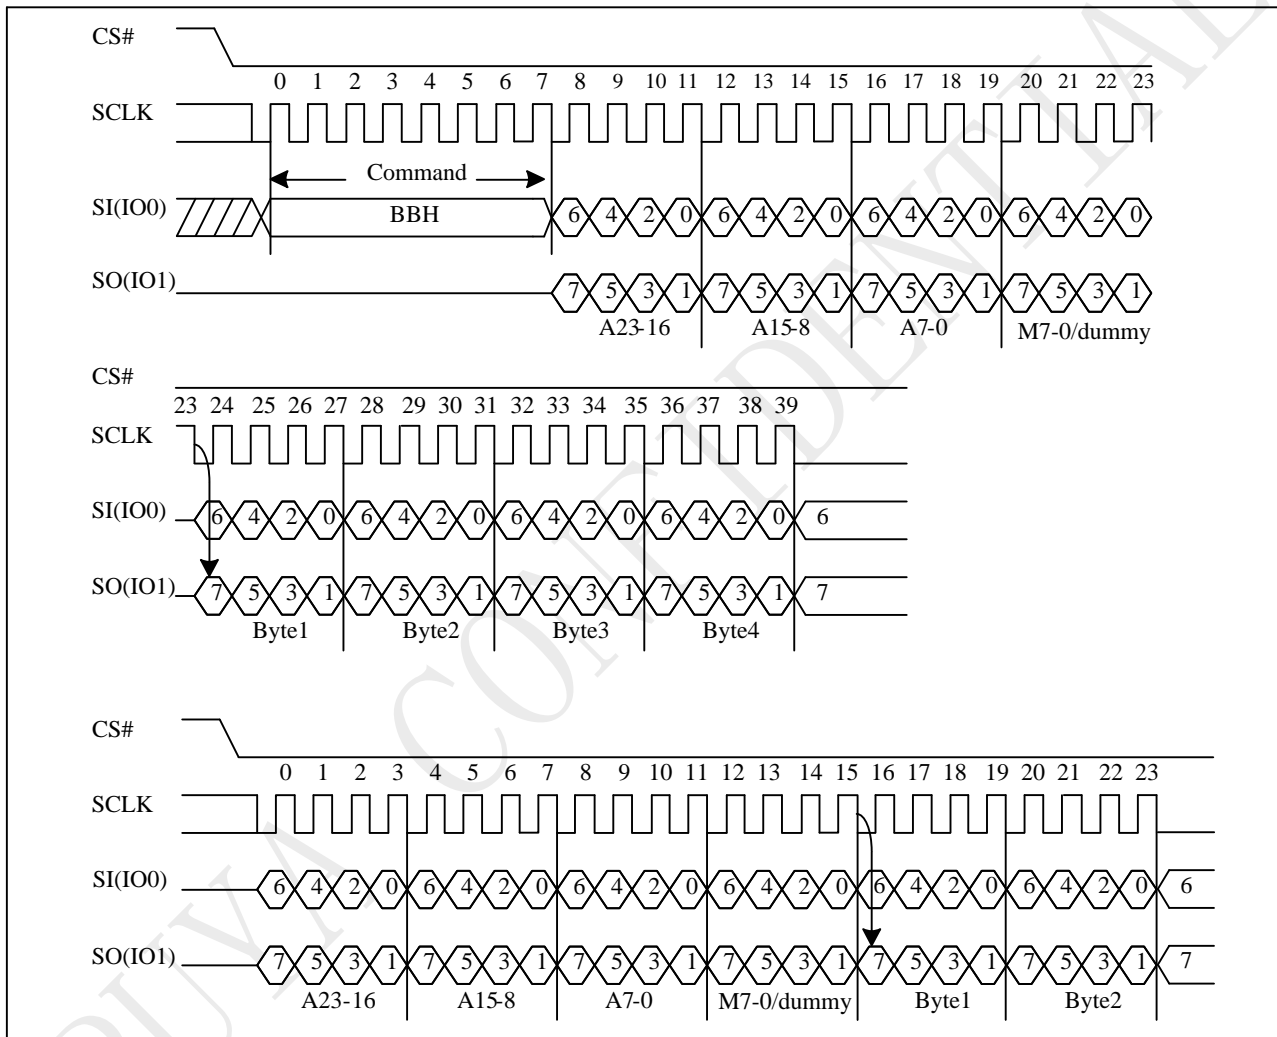 CS#
0 1 2 3 4 5 6 7 8 9 10 11 12 13 14 15 16 17 18 19 20 21 22 23
SCLK
Command
SI(IO0) BBH 6 4 2 0 6 4 2 0 6 4 2 0 6 4 2 0
SO(IO1) 7 5 3 1 7 5 3 1 7 5 3 1 7 5 3 1
A23-16 A15-8 A7-0 M7-0/dummy
CS#
23 24 25 26 27 28 29 30 31 32 33 34 35 36 37 38 39
SCLK
SI(IO0) 6 4 2 0 6 4 2 0 6 4 2 0 6 4 2 0 6
SO(IO1) 7 5 3 1 7 5 3 1 7 5 3 1 7 5 3 1 7
Byte1 Byte2 Byte3 Byte4
CS#
0 1 2 3 4 5 6 7 8 9 10 11 12 13 14 15 16 17 18 19 20 21 22 23
SCLK
SI(IO0) 6 4 2 0 6 4 2 0 6 4 2 0 6 4 2 0 6 4 2 0 6 4 2 0 6
SO(IO1) 7 5 3 1 7 5 3 1 7 5 3 1 7 5 3 1 7 5 3 1 7 5 3 1 7
A23-16 A15-8 A7-0 M7-0/dummy Byte1 Byte2
PUYA CONFIDENTIAL